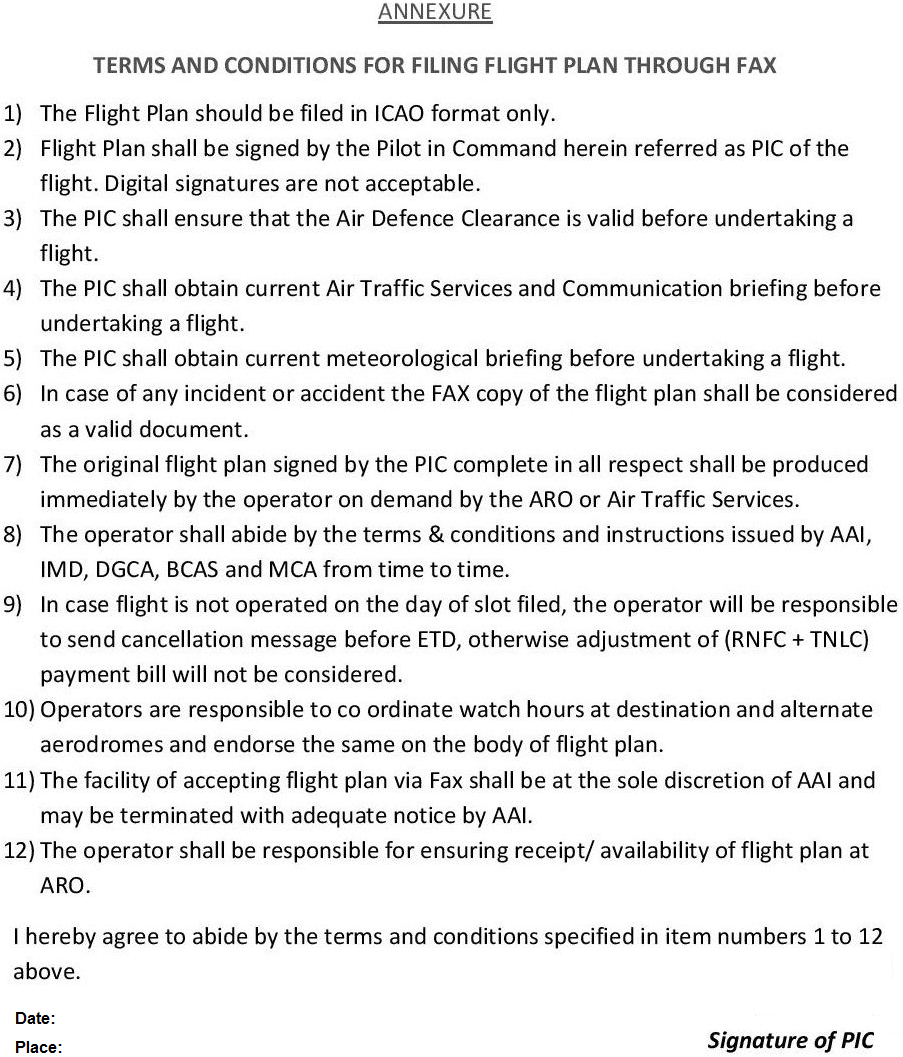 ANNEXURE
TERMS AND CONDITIONS FOR FILING FLIGHT PLAN THROUGH FAX
1) The Flight Plan should be filed in ICAO format only.
2) Flight Plan shall be signed by the Pilot in Command herein referred as PIC of the
flight. Digital signatures are not acceptable.
3) The PIC shall ensure that the Air Defence Clearance is valid before undertaking a
flight.
4) The PIC shall obtain current Air Traffic Services and Communication briefing before
undertaking a flight.
5) The PIC shall obtain current meteorological briefing before undertaking a flight.
6) In case of any incident or accident the FAX copy of the flight plan shall be considered
as a valid document.
7) The original flight plan signed by the PIC complete in all respect shall be produced
immediately by the operator on demand by the ARO or Air Traffic Services.
8) The operator shall abide by the terms & conditions and instructions issued by AAI,
IMD, DGCA, BCAS and MCA from time to time.
9) In case flight is not operated on the day of slot filed, the operator will be responsible
to send cancellation message before ETD, otherwise adjustment of (RNFC + TNLC)
payment bill will not be considered.
10) Operators are responsible to co ordinate watch hours at destination and alternate
aerodromes and endorse the same on the body of flight plan.
11) The facility of accepting flight plan via Fax shall be at the sole discretion of AAI and
may be terminated with adequate notice by AAI.
12) The operator shall be responsible for ensuring receipt/ availability of flight plan at
ARO.
I hereby agree to abide by the terms and conditions specified in item numbers 1 to 12
above.
Date:
Place:
Signature of PIC